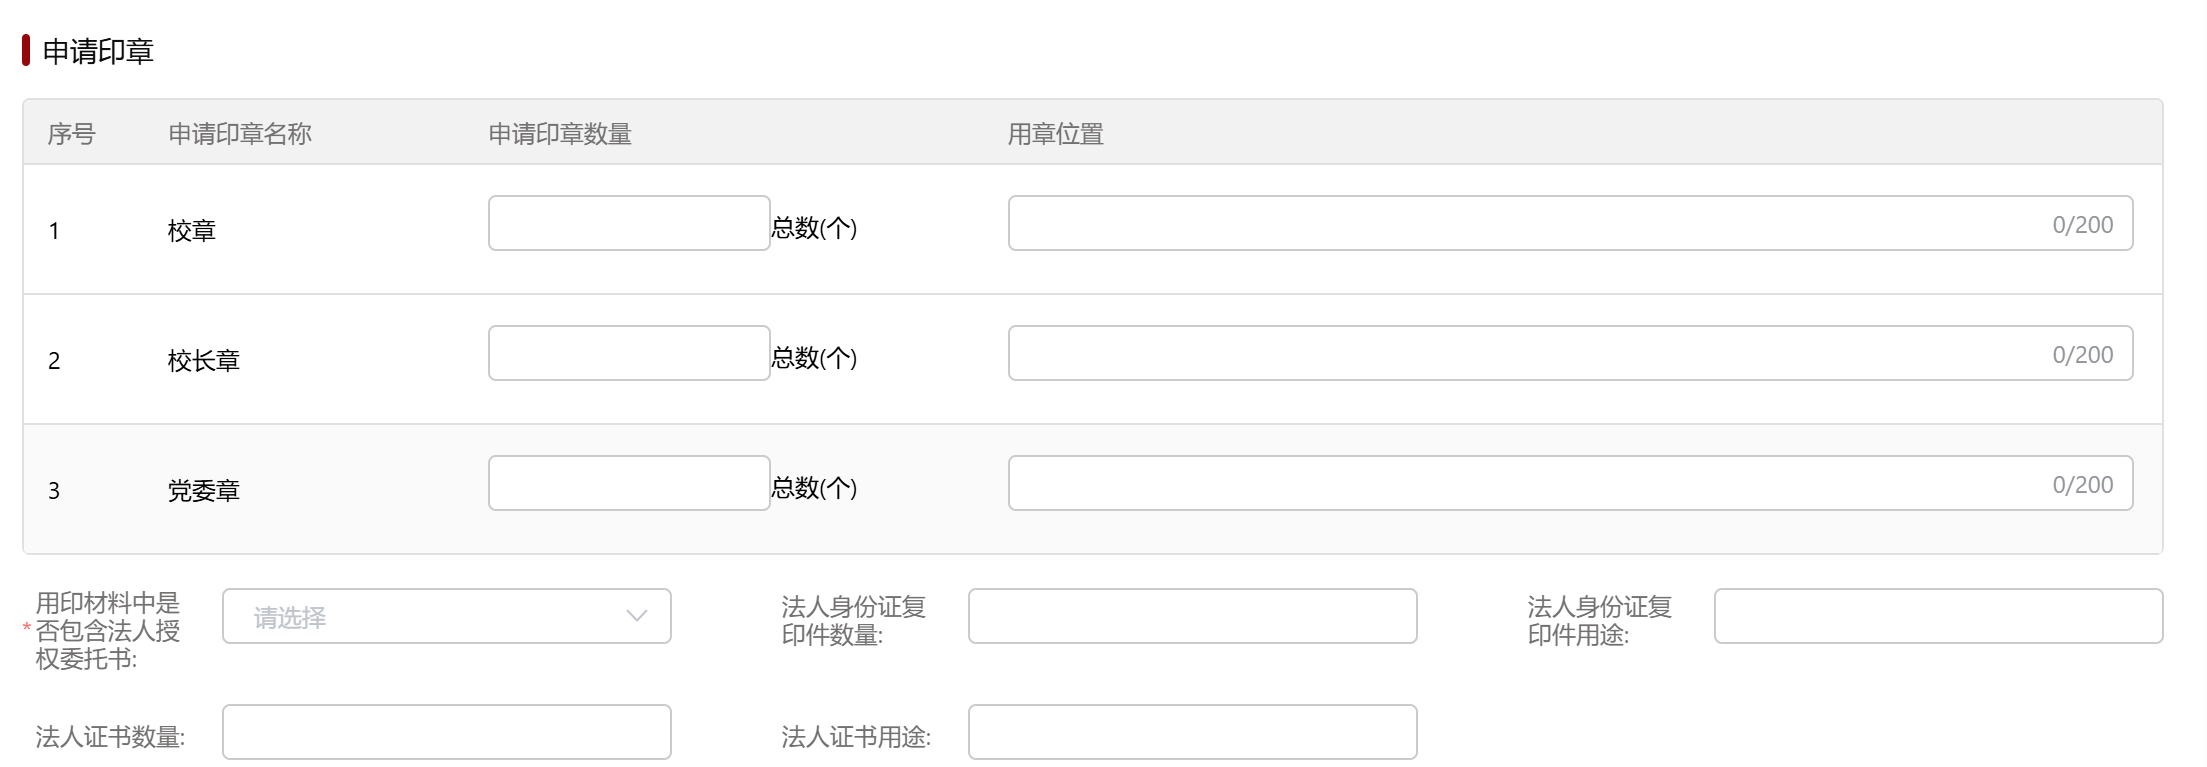 申请印章
序号 申请印章名称 申请印章数量 用章位置
1 校章 总数(个) 0/200
2 校长章 总数(个) 0/200
3 党委章 总数(个) 0/200
用印材料中是
* 否包含法人授
权委托书:
请选择
法人身份证复
印件数量:
法人身份证复
印件用途:
法人证书数量:
法人证书用途: